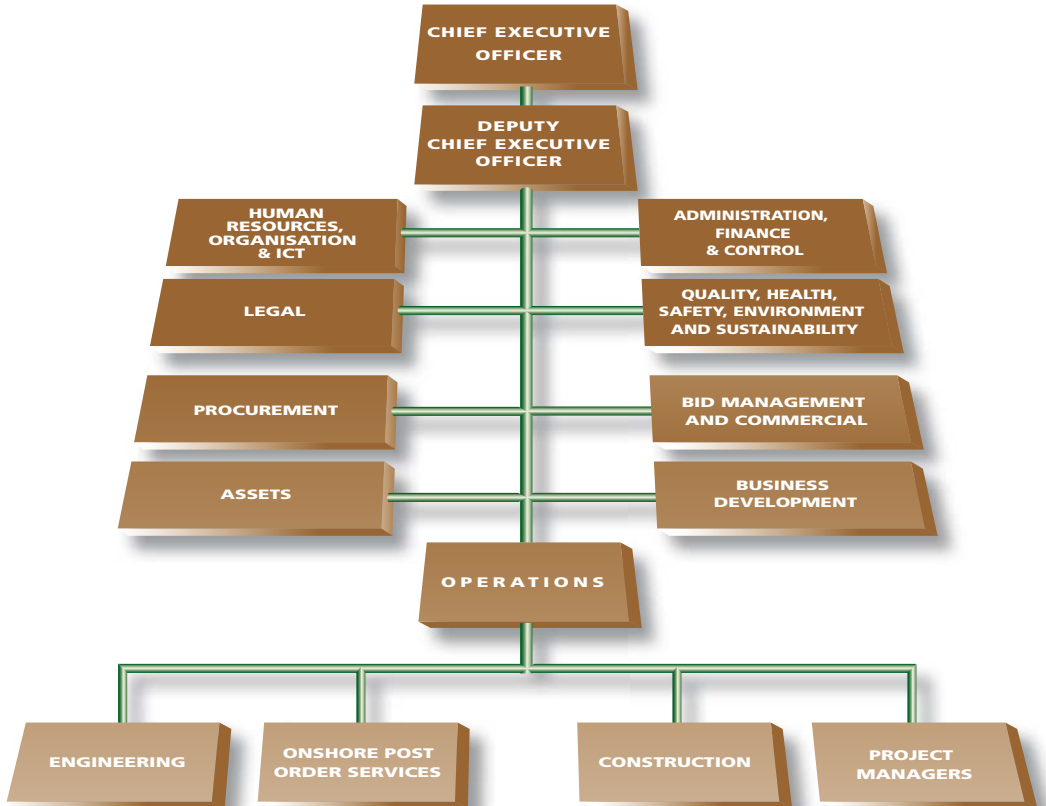 CHIEF EXECUTIVE
OFFICER
DEPUTY
CHIEF EXECUTIVE
OFFICER
HUMAN
RESOURCES,
ORGANISATION
& ICT
ADMINISTRATION,
FINANCE
& CONTROL
LEGAL
QUALITY, HEALTH,
SAFETY, ENVIRONMENT
AND SUSTAINABILITY
PROCUREMENT
BID MANAGEMENT
AND COMMERCIAL
ASSETS
BUSINESS
DEVELOPMENT
OPERATIONS
ENGINEERING
ONSHORE POST
ORDER SERVICES
CONSTRUCTION
PROJECT
MANAGERS